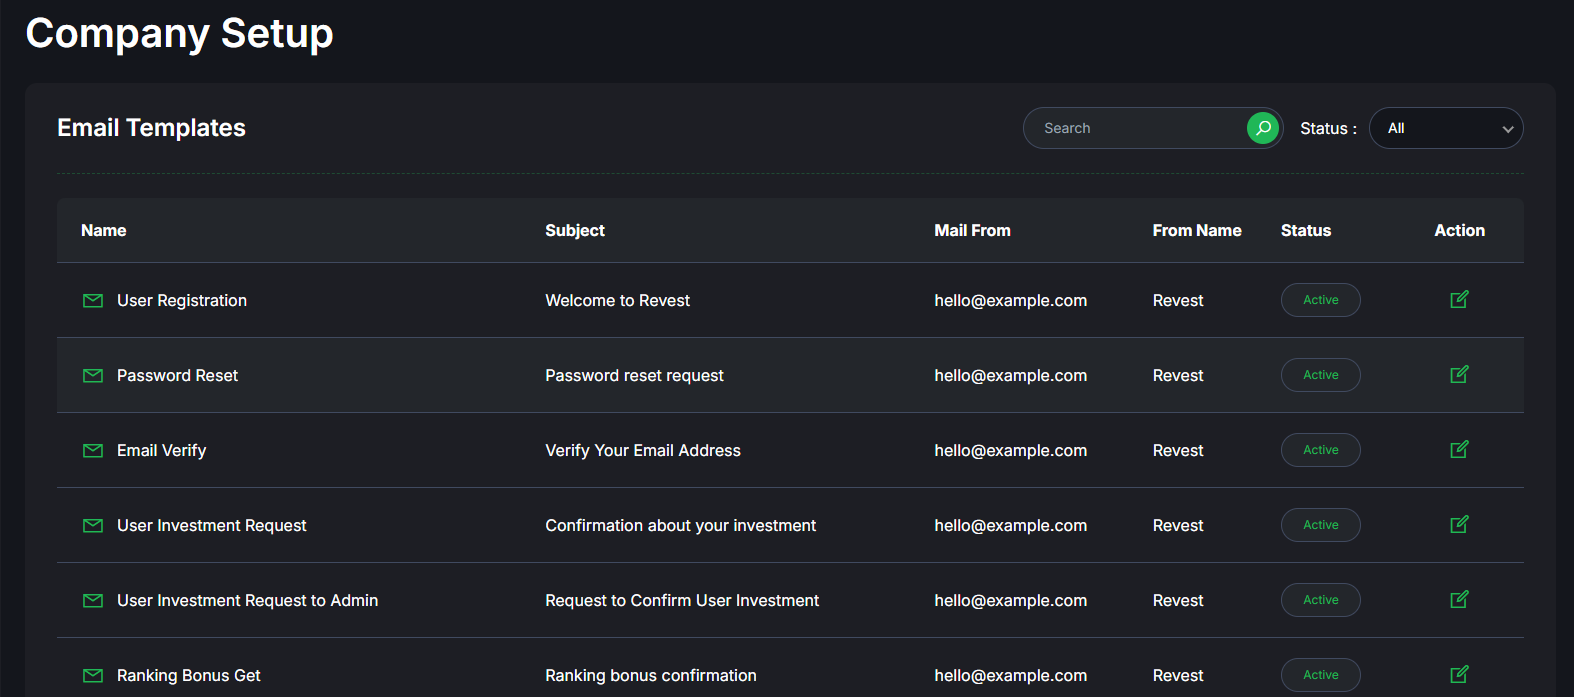 Company Setup
Email Templates
Search
Status :
All
Name Subject Mail From From Name Status Action
User Registration Welcome to Revest hello@example.com Revest Active
Password Reset Password reset request hello@example.com Revest Active
Email Verify Verify Your Email Address hello@example.com Revest Active
User Investment Request Confirmation about your investment hello@example.com Revest Active
User Investment Request to Admin Request to Confirm User Investment hello@example.com Revest Active
Ranking Bonus Get Ranking bonus confirmation hello@example.com Revest Active